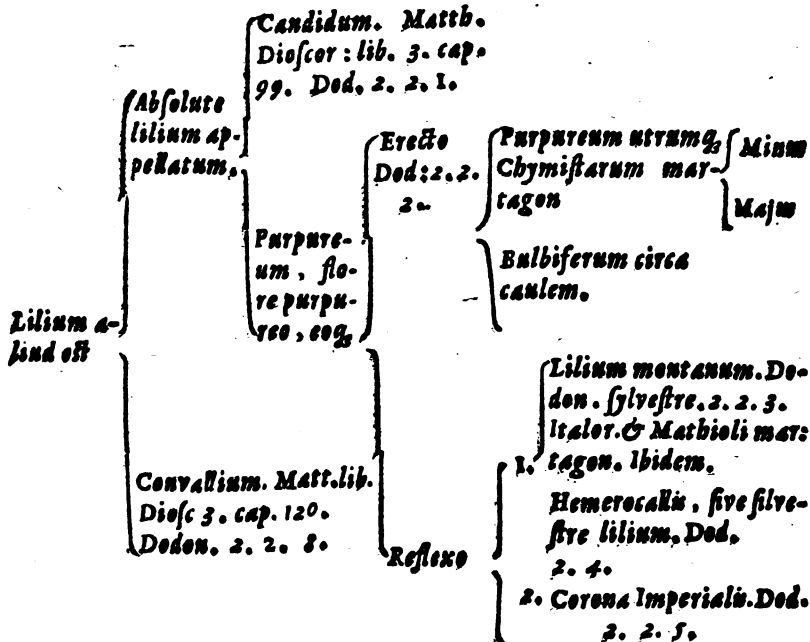 Lilium a-
liud est
Absolute
lilium ap-
pellatum.
Candidum. Matth.
Dioscor: lib. 3. cap.
99. Dod. 2. 2. 1.
Purpure-
um, flo-
re purpu-
reo, eoq́;
Erecto
Dod: 2. 2.
2.
Purpureum utrumq́;
Chymistarum mar-
tagon
Minus
Majus
Bulbiferum circa
caulem.
Reflexo
1. Lilium montanum. Do-
don. sylvestre. 2. 2. 3.
Italor. & Mathioli mar:
tagon. Ibidem.
Hemerocallis, sive silve-
stre lilium. Dod.
2. 4.
2. Corona Imperialis. Dod.
2. 2. 5.
Convallium. Matt. lib.
Diosc 3. cap. 120.
Dodon. 2. 2. 8.